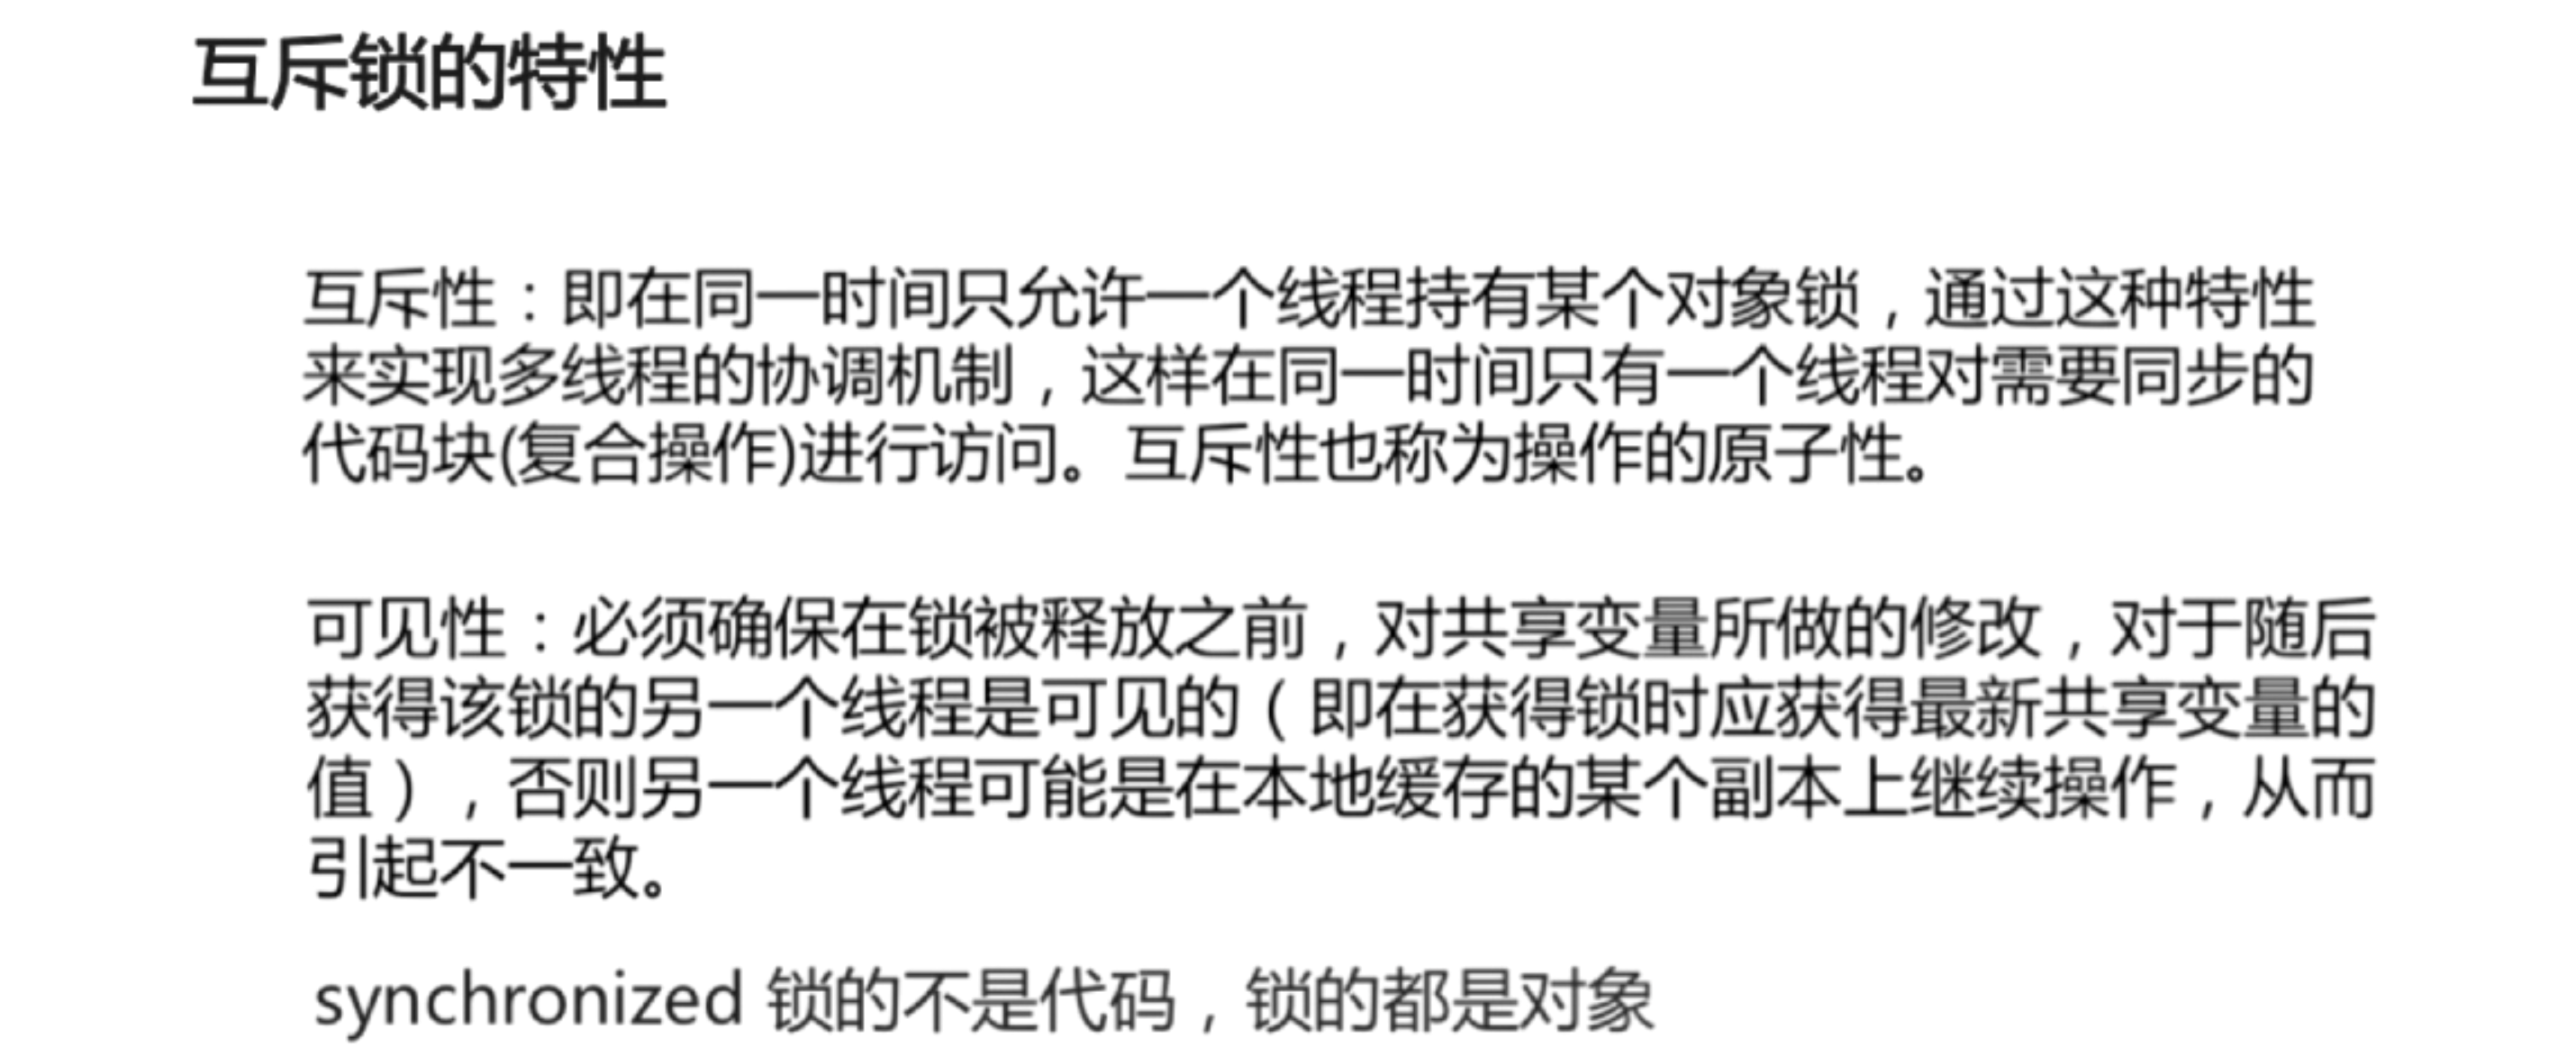 互斥锁的特性
互斥性：即在同一时间只允许一个线程持有某个对象锁，通过这种特性
来实现多线程的协调机制，这样在同一时间只有一个线程对需要同步的
代码块(复合操作)进行访问。互斥性也称为操作的原子性。
可见性：必须确保在锁被释放之前，对共享变量所做的修改，对于随后
获得该锁的另一个线程是可见的（即在获得锁时应获得最新共享变量的
值），否则另一个线程可能是在本地缓存的某个副本上继续操作，从而
引起不一致。
synchronized 锁的不是代码，锁的都是对象